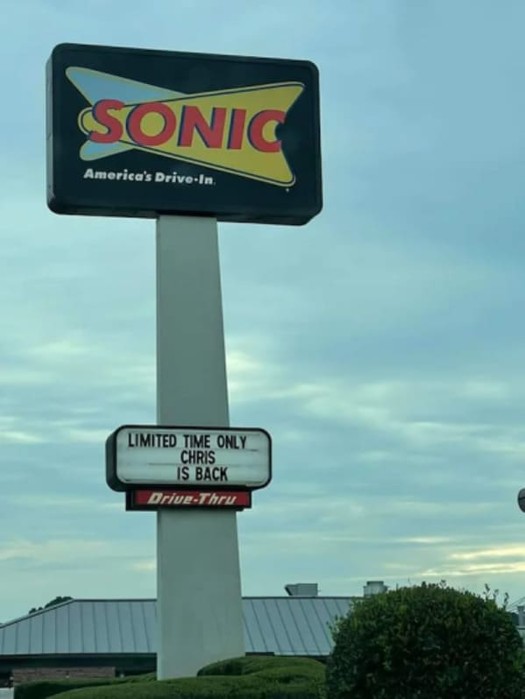 SONIC
America's Drive-In.
LIMITED TIME ONLY
CHRIS
IS BACK
Drive-Thru